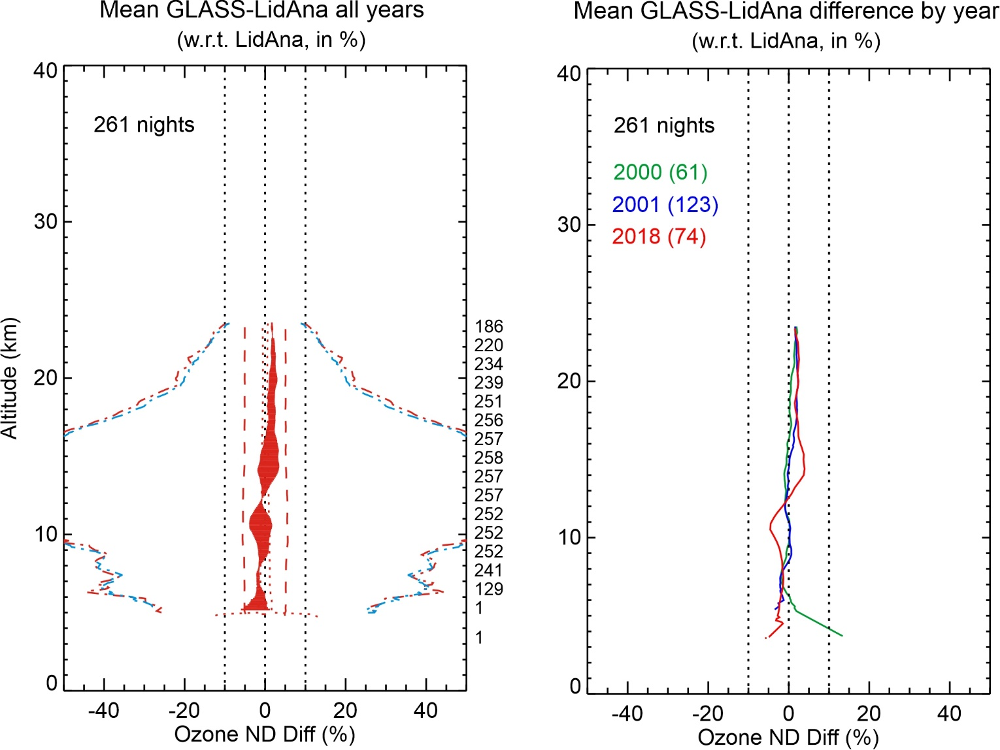 Mean GLASS-LidAna all years
(w.r.t. LidAna, in %)
261 nights
40
30
20
10
0
Altitude (km)
-40 -20 0 20 40
Ozone ND Diff (%)
186
220
234
239
251
256
257
258
257
257
252
252
252
241
129
1
1
Mean GLASS-LidAna difference by year
(w.r.t. LidAna, in %)
261 nights
2000 (61)
2001 (123)
2018 (74)
40
30
20
10
0
-40 -20 0 20 40
Ozone ND Diff (%)